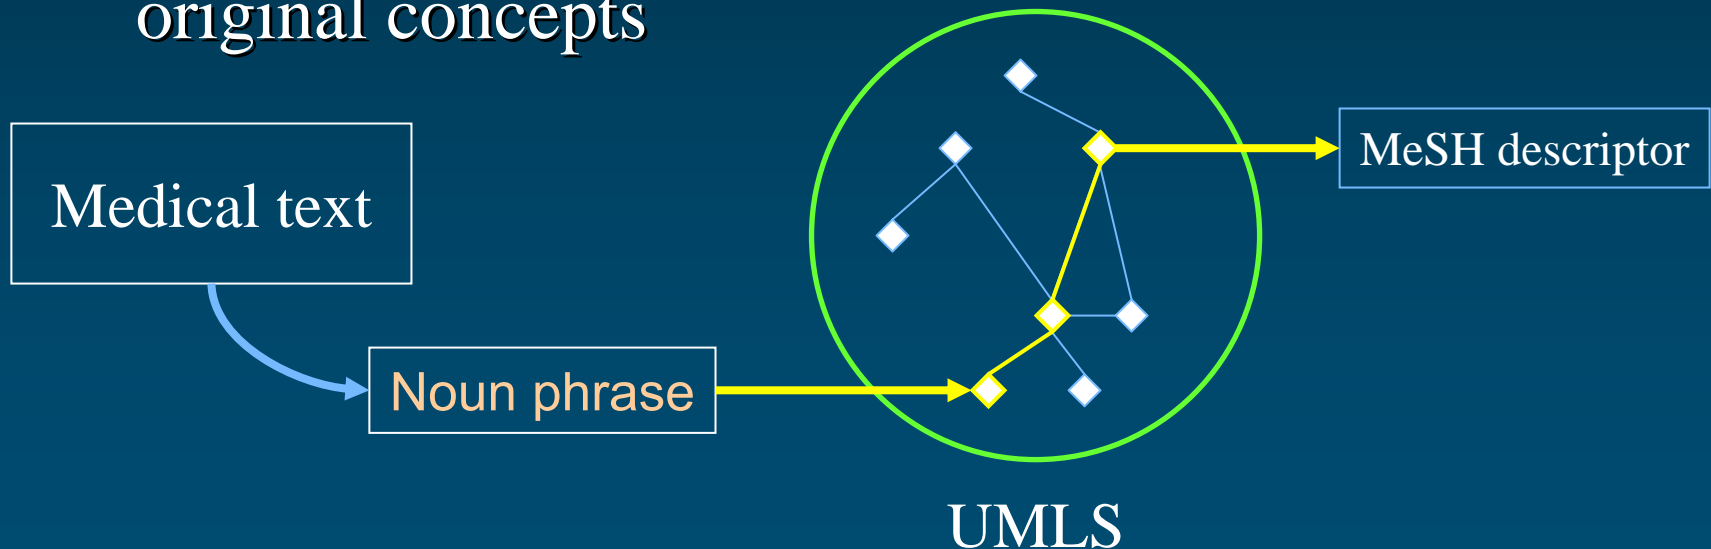 original concepts
Medical text
MeSH descriptor
Noun phrase
UMLS